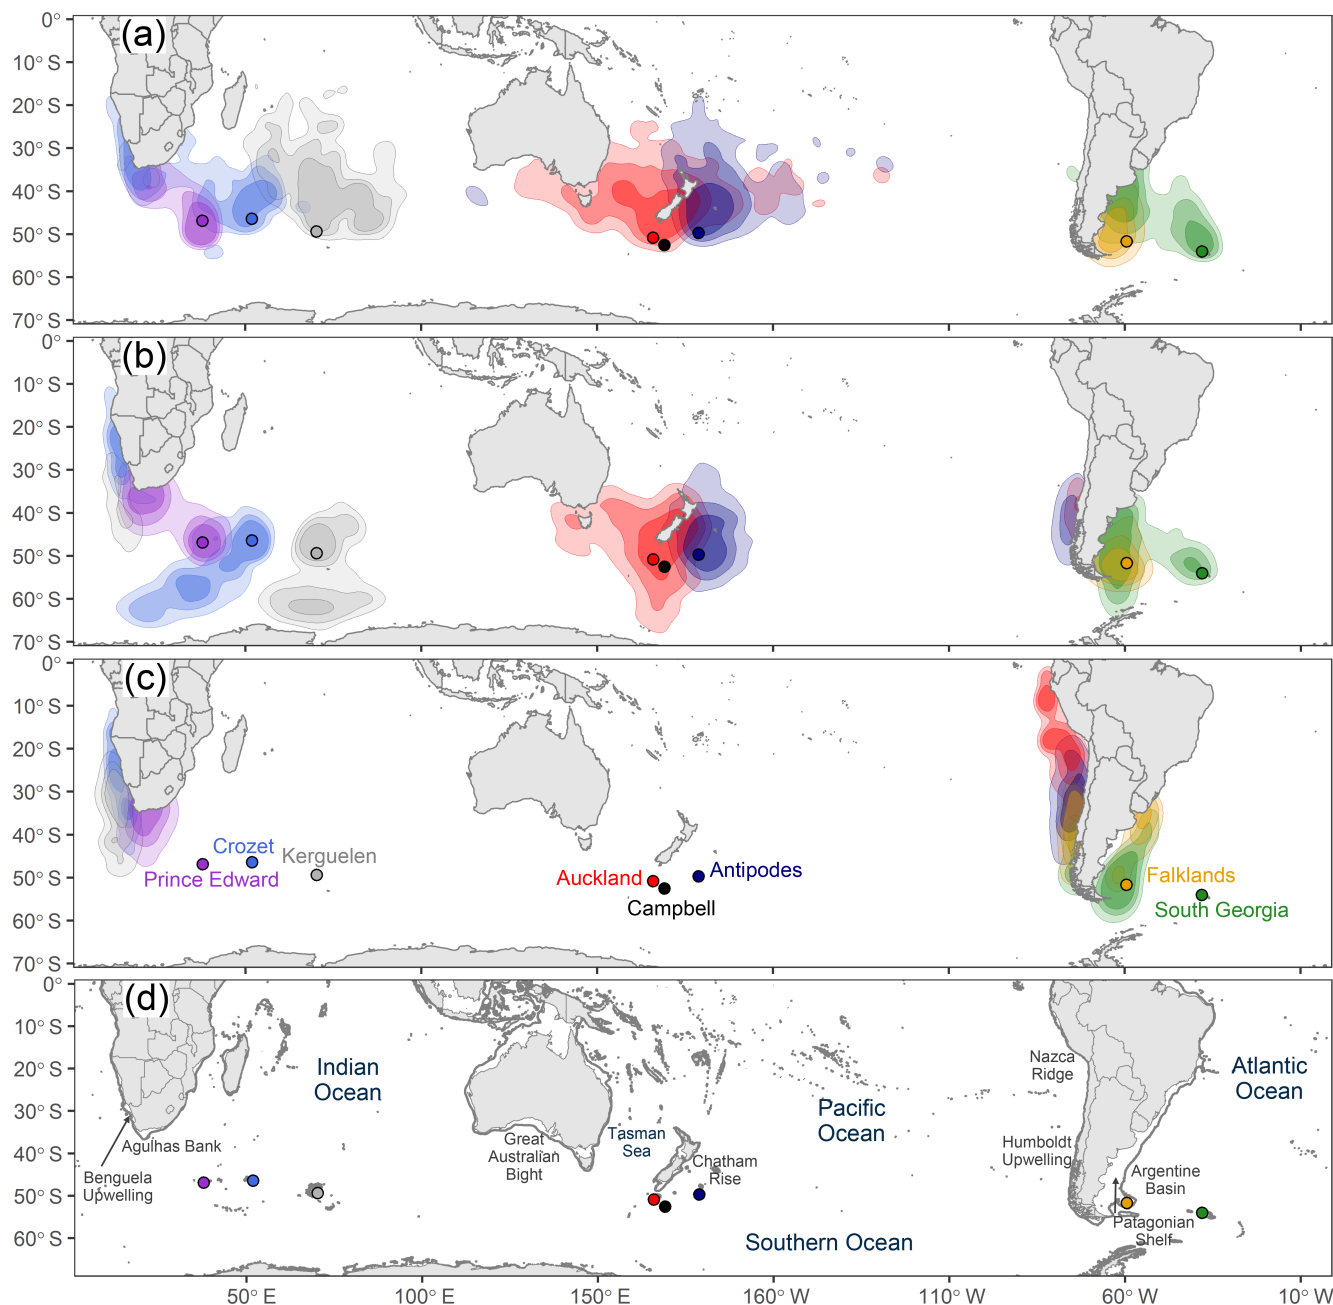 (a)
0°
10° S
20° S
30° S
40° S
50° S
60° S
70° S
(b)
0°
10° S
20° S
30° S
40° S
50° S
60° S
70° S
(c)
0°
10° S
20° S
30° S
40° S
50° S
60° S
70° S
Crozet
Kerguelen
Prince Edward
Auckland
Antipodes
Campbell
Falklands
South Georgia
(d)
0°
10° S
20° S
30° S
40° S
50° S
60° S
Indian
Ocean
Agulhas Bank
Benguela
Upwelling
Great
Australian
Bight
Tasman
Sea
Chatham
Rise
Pacific
Ocean
Southern Ocean
Nazca
Ridge
Humboldt
Upwelling
Atlantic
Ocean
Argentine
Basin
Patagonian
Shelf
50° E
100° E
150° E
160° W
110° W
60° W
10° W